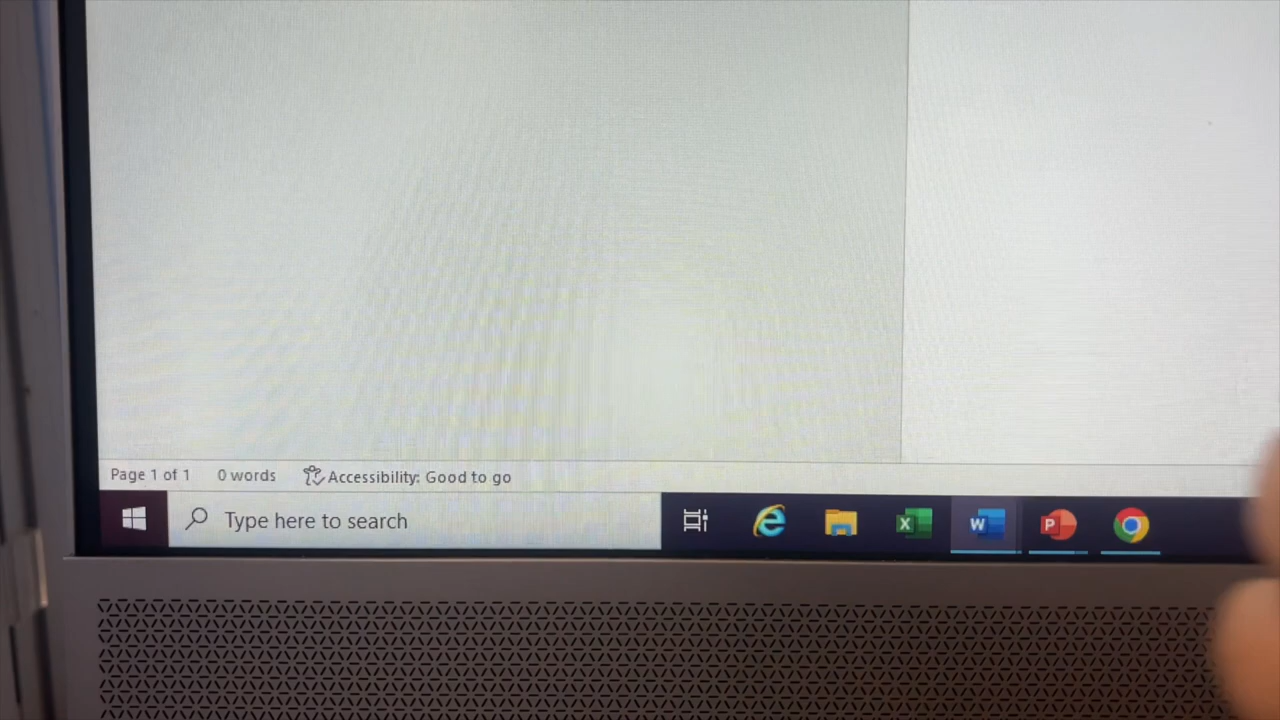 Page 1 of 1 0 words Accessibility: Good to go
Type here to search X W P